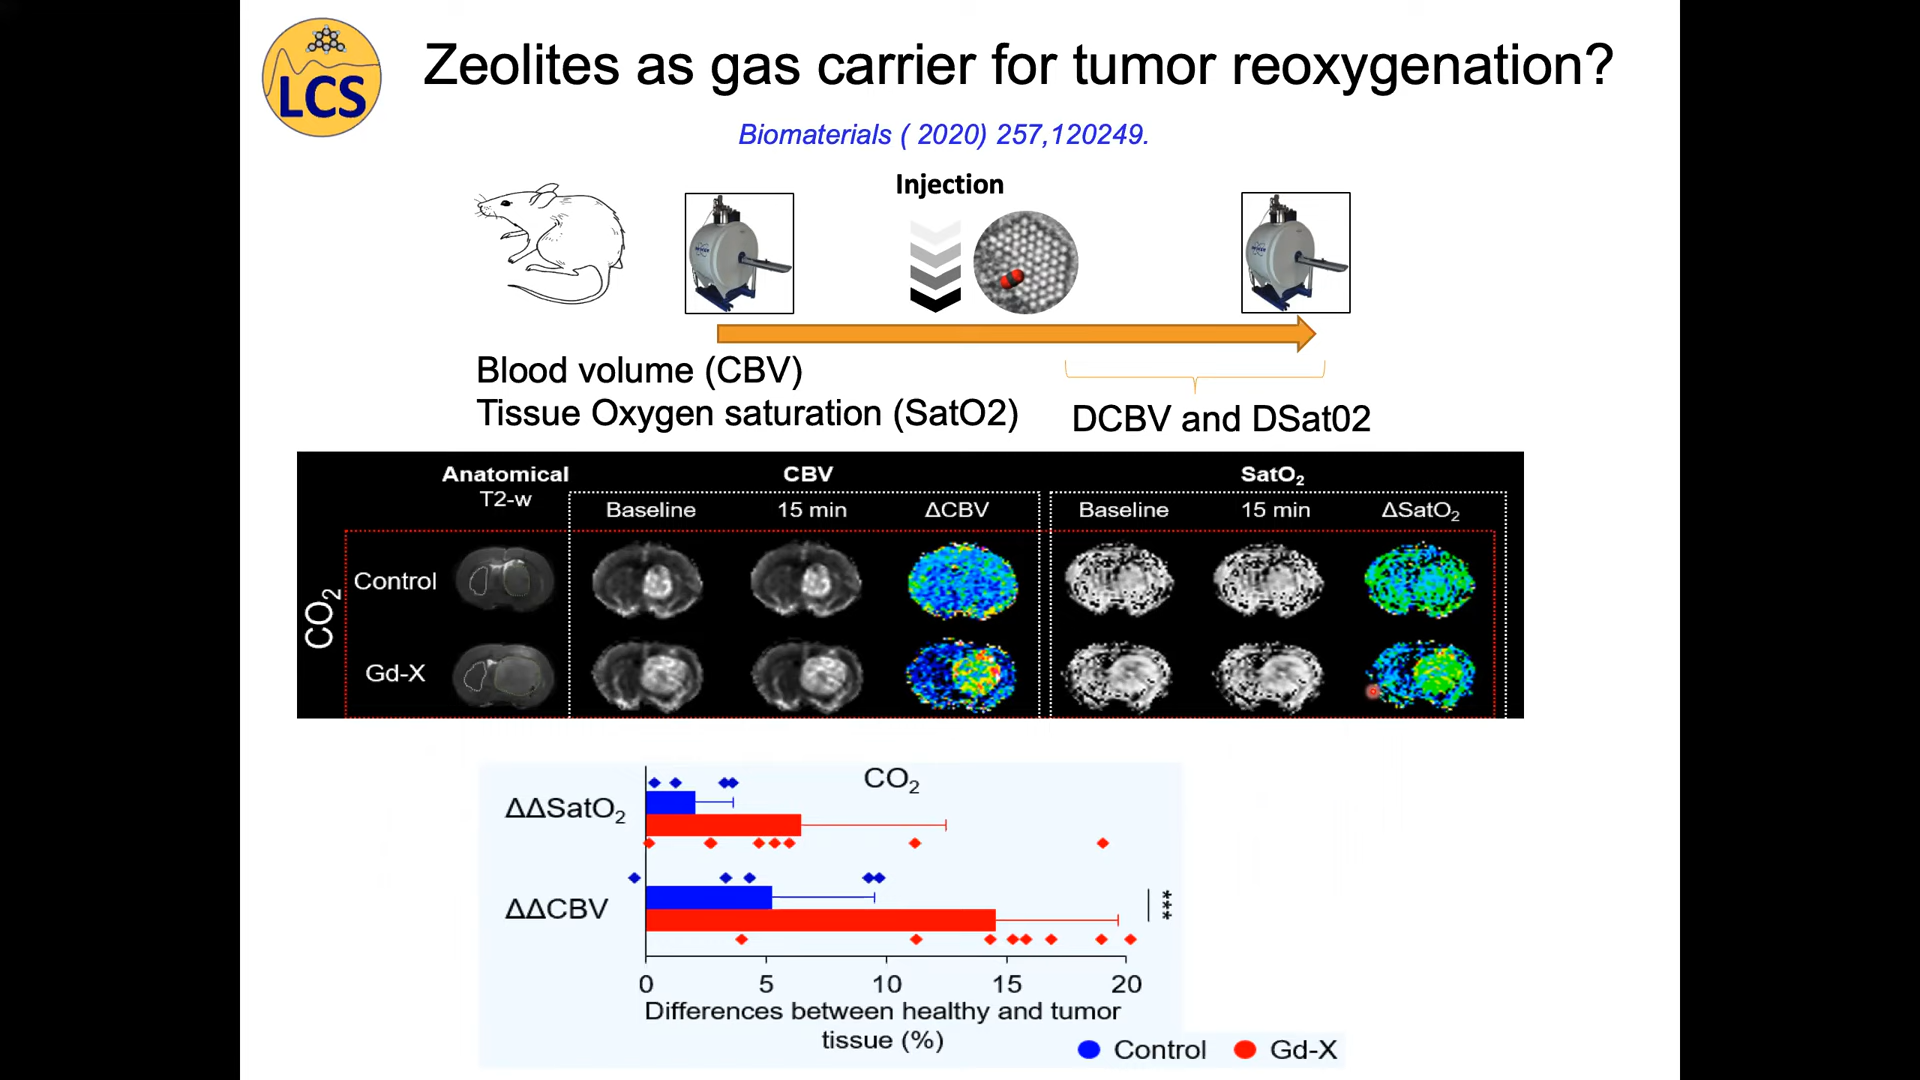 LCS
Zeolites as gas carrier for tumor reoxygenation?
Biomaterials ( 2020) 257,120249.
Injection
Blood volume (CBV)
Tissue Oxygen saturation (SatO2)
DCBV and DSat02
Anatomical
T2-w
CBV
SatO₂
Baseline
15 min
ΔCBV
Baseline
15 min
ΔSatO₂
CO₂
Control
Gd-X
CO₂
ΔΔSatO₂
ΔΔCBV
***
0 5 10 15 20
Differences between healthy and tumor
tissue (%)
Control
Gd-X